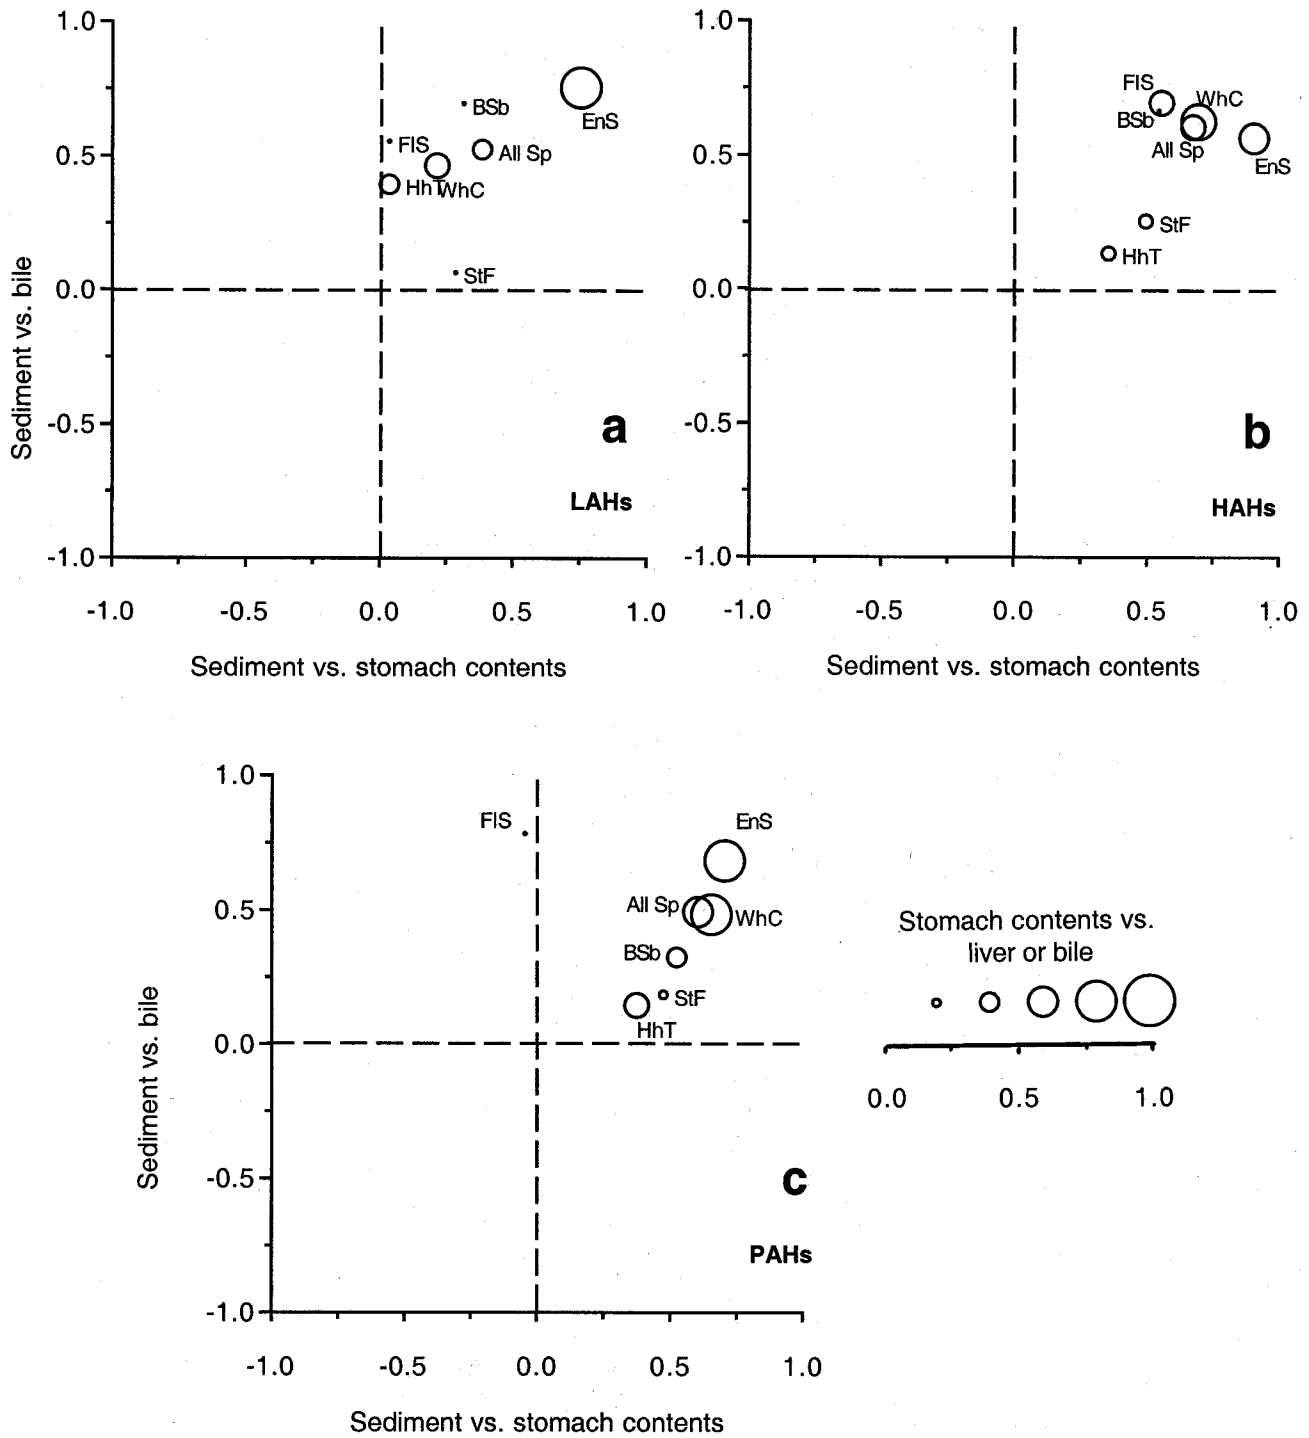 1.0
0.5
0.0
-0.5
-1.0
Sediment vs. bile
BSb
EnS
FIS
All Sp
HhT
WhC
StF
a
LAHs
-1.0 -0.5 0.0 0.5 1.0
Sediment vs. stomach contents
1.0
0.5
0.0
-0.5
-1.0
FIS
WhC
BSb
All Sp
EnS
StF
HhT
b
HAHs
-1.0 -0.5 0.0 0.5 1.0
Sediment vs. stomach contents
1.0
0.5
0.0
-0.5
-1.0
Sediment vs. bile
FIS
EnS
All Sp
WhC
BSb
StF
HhT
c
PAHs
-1.0 -0.5 0.0 0.5 1.0
Sediment vs. stomach contents
Stomach contents vs.
liver or bile
0.0 0.5 1.0